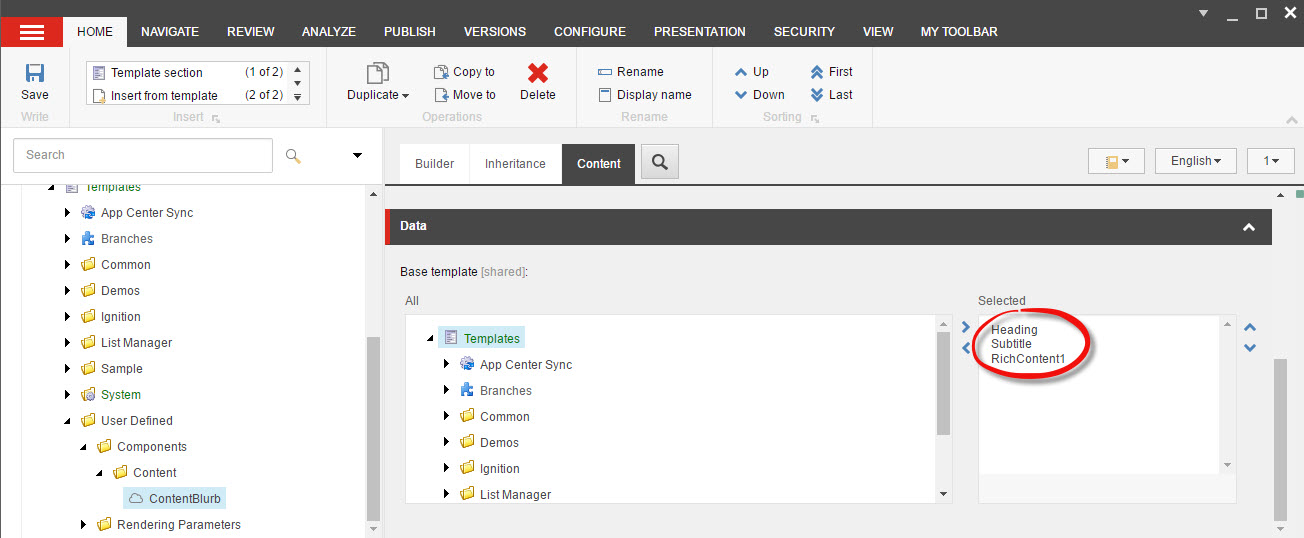 HOME NAVIGATE REVIEW ANALYZE PUBLISH VERSIONS CONFIGURE PRESENTATION SECURITY VIEW MY TOOLBAR
Save
Write
Template section (1 of 2)
Insert from template (2 of 2)
Insert
Duplicate
Copy to
Move to
Delete
Operations
Rename
Display name
Rename
Up
Down
First
Last
Sorting
Search
Templates
App Center Sync
Branches
Common
Demos
Ignition
List Manager
Sample
System
User Defined
Components
Content
ContentBlurb
Rendering Parameters
Builder Inheritance Content
English 1
Data
Base template [shared]:
All
Templates
App Center Sync
Branches
Common
Demos
Ignition
List Manager
Selected
Heading
Subtitle
RichContent1